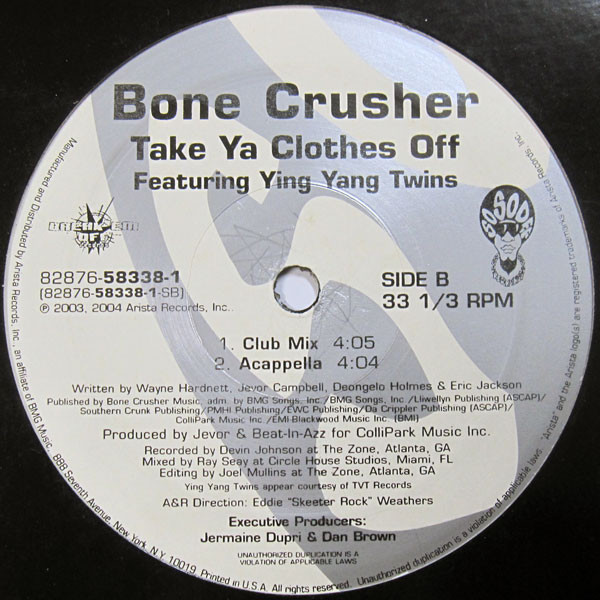 Bone Crusher
Take Ya Clothes Off
Featuring Ying Yang Twins
BREAK-EM OFF
SO SO DEF
82876-58338-1
(82876-58338-1-SB)
℗ 2003, 2004 Arista Records, Inc.
SIDE B
33 1/3 RPM
1. Club Mix 4:05
2. Acappella 4:04
Written by Wayne Hardnett, Jevor Campbell, Deongelo Holmes & Eric Jackson
Published by Bone Crusher Music adm. by BMG Songs, Inc./BMG Songs, Inc./Lliwellyn Publishing (ASCAP)/
Southern Crunk Publishing/PMHI Publishing/EWC Publishing/Da Crippler Publishing (ASCAP)/
ColliPark Music Inc./EMI-Blackwood Music Inc. (BMI)
Produced by Jevor & Beat-In-Azz for ColliPark Music Inc.
Recorded by Devin Johnson at The Zone, Atlanta, GA
Mixed by Ray Seay at Circle House Studios, Miami, FL
Editing by Joel Mullins at The Zone, Atlanta, GA
Ying Yang Twins appear courtesy of TVT Records
A&R Direction: Eddie "Skeeter Rock" Weathers
Executive Producers:
Jermaine Dupri & Dan Brown
UNAUTHORIZED DUPLICATION IS A
VIOLATION OF APPLICABLE LAWS
Manufactured and Distributed by Arista Records, Inc., an affiliate of BMG Music, 888 Seventh Avenue, New York, N.Y. 10019. Printed in U.S.A. All rights reserved. Unauthorized duplication is a violation of applicable laws. "Arista" and the Arista logo(s) are registered trademarks of Arista Records, Inc.